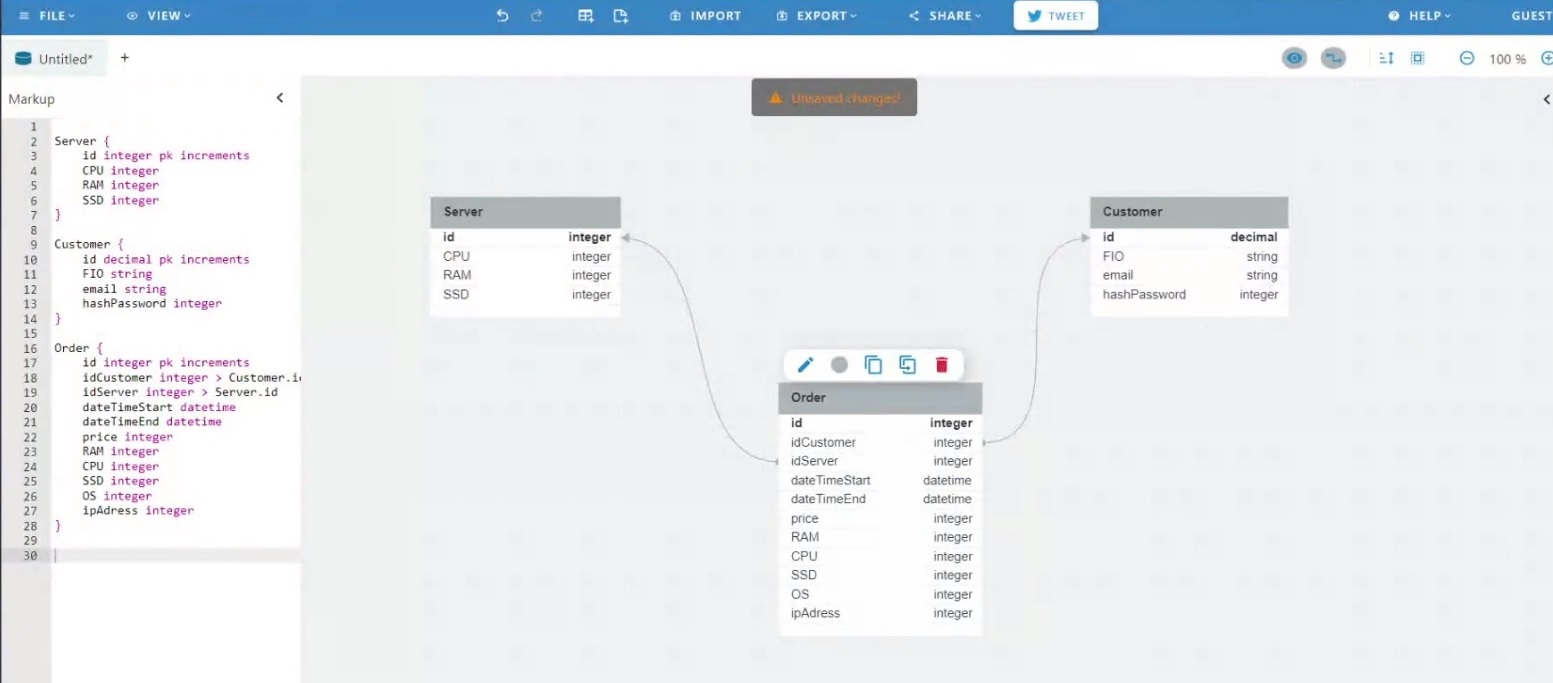 FILE VIEW IMPORT EXPORT SHARE TWEET HELP GUEST
Untitled* + 100 %
Markup
Unsaved changes!
1
2 Server {
3 id integer pk increments
4 CPU integer
5 RAM integer
6 SSD integer
7 }
8
9 Customer {
10 id decimal pk increments
11 FIO string
12 email string
13 hashPassword integer
14 }
15
16 Order {
17 id integer pk increments
18 idCustomer integer > Customer.i
19 idServer integer > Server.id
20 dateTimeStart datetime
21 dateTimeEnd datetime
22 price integer
23 RAM integer
24 CPU integer
25 SSD integer
26 OS integer
27 ipAdress integer
28 }
29
30
Server
id integer
CPU integer
RAM integer
SSD integer
Customer
id decimal
FIO string
email string
hashPassword integer
Order
id integer
idCustomer integer
idServer integer
dateTimeStart datetime
dateTimeEnd datetime
price integer
RAM integer
CPU integer
SSD integer
OS integer
ipAdress integer